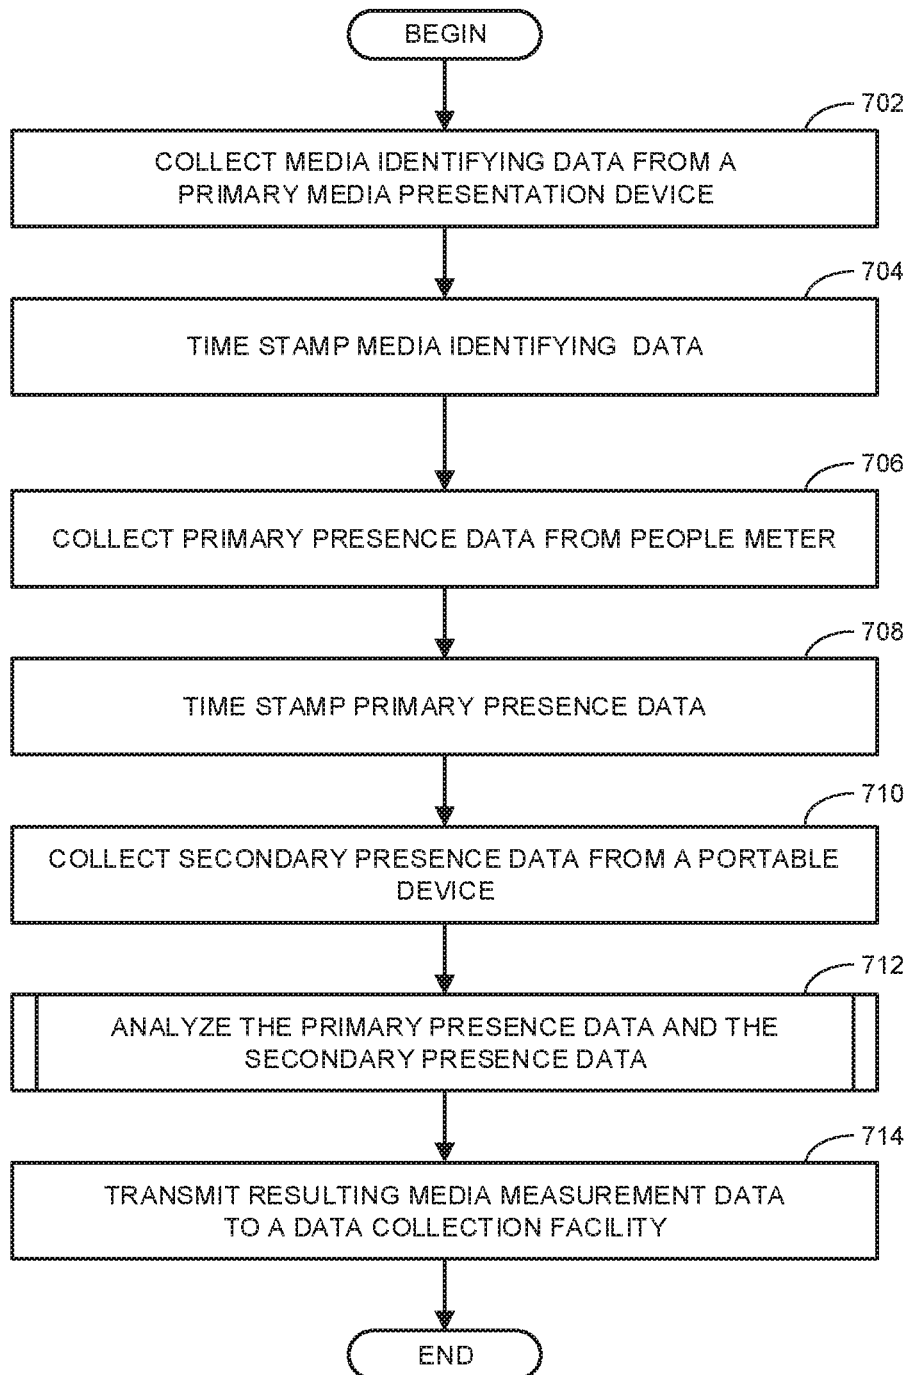 BEGIN
702
COLLECT MEDIA IDENTIFYING DATA FROM A
PRIMARY MEDIA PRESENTATION DEVICE
704
TIME STAMP MEDIA IDENTIFYING DATA
706
COLLECT PRIMARY PRESENCE DATA FROM PEOPLE METER
708
TIME STAMP PRIMARY PRESENCE DATA
710
COLLECT SECONDARY PRESENCE DATA FROM A PORTABLE
DEVICE
712
ANALYZE THE PRIMARY PRESENCE DATA AND THE
SECONDARY PRESENCE DATA
714
TRANSMIT RESULTING MEDIA MEASUREMENT DATA
TO A DATA COLLECTION FACILITY
END